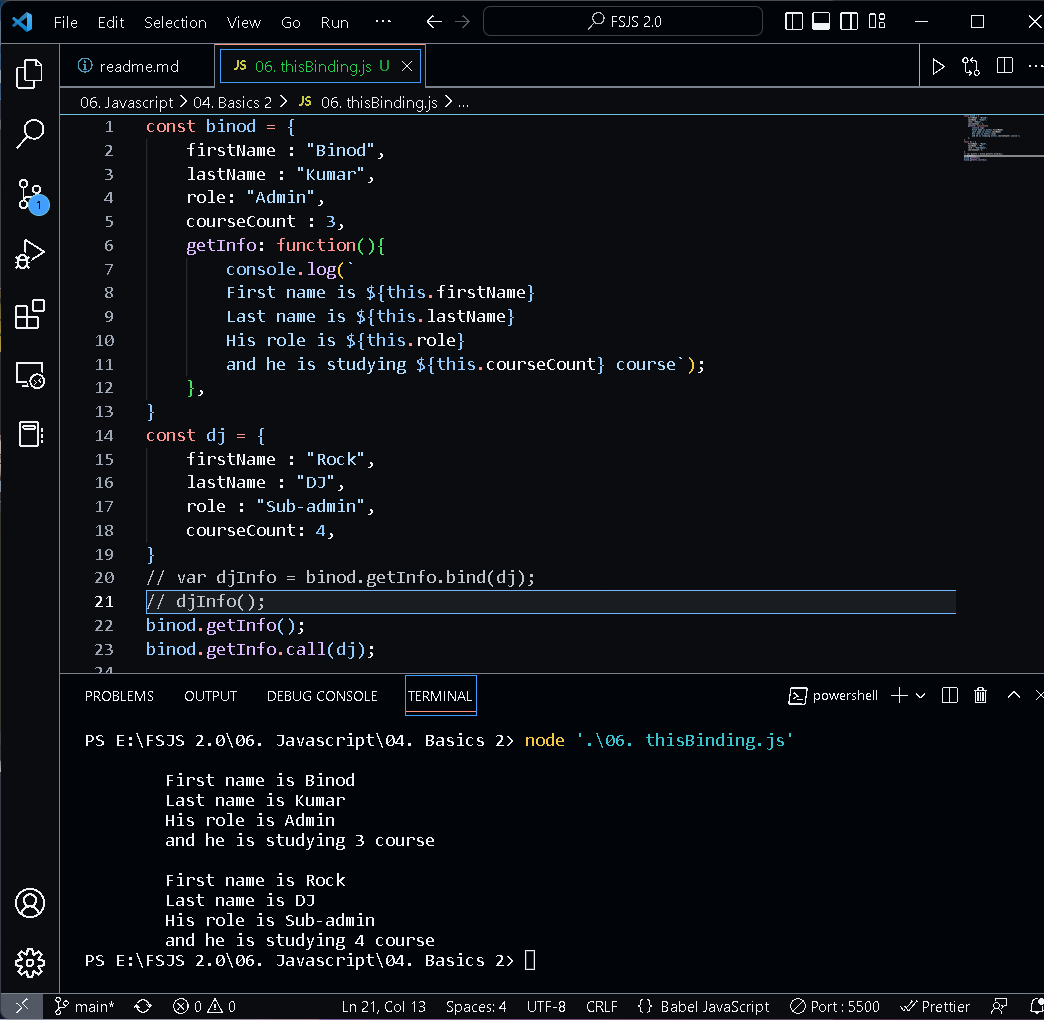 File Edit Selection View Go Run ··· FSJS 2.0
readme.md JS 06. thisBinding.js U
06. Javascript > 04. Basics 2 > JS 06. thisBinding.js > ...
1 const binod = {
2 firstName : "Binod",
3 lastName : "Kumar",
4 role: "Admin",
5 courseCount : 3,
6 getInfo: function(){
7 console.log(`
8 First name is ${this.firstName}
9 Last name is ${this.lastName}
10 His role is ${this.role}
11 and he is studying ${this.courseCount} course`);
12 },
13 }
14 const dj = {
15 firstName : "Rock",
16 lastName : "DJ",
17 role : "Sub-admin",
18 courseCount: 4,
19 }
20 // var djInfo = binod.getInfo.bind(dj);
21 // djInfo();
22 binod.getInfo();
23 binod.getInfo.call(dj);
24
1
PROBLEMS OUTPUT DEBUG CONSOLE TERMINAL powershell
PS E:\FSJS 2.0\06. Javascript\04. Basics 2> node '.\06. thisBinding.js'
First name is Binod
Last name is Kumar
His role is Admin
and he is studying 3 course
First name is Rock
Last name is DJ
His role is Sub-admin
and he is studying 4 course
PS E:\FSJS 2.0\06. Javascript\04. Basics 2>
main* 0 0 Ln 21, Col 13 Spaces: 4 UTF-8 CRLF {} Babel JavaScript Port : 5500 Prettier